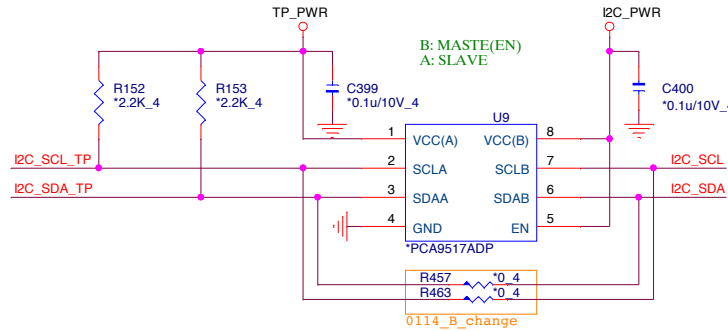 TP_PWR
I2C_PWR
B: MASTE(EN)
A: SLAVE
R152
*2.2K_4
R153
*2.2K_4
C399
*0.1u/10V_4
C400
*0.1u/10V_4
U9
1 VCC(A) VCC(B) 8
I2C_SCL_TP 2 SCLA SCLB 7 I2C_SCL
I2C_SDA_TP 3 SDAA SDAB 6 I2C_SDA
4 GND EN 5
*PCA9517ADP
R457 *0_4
R463 *0_4
0114_B_change